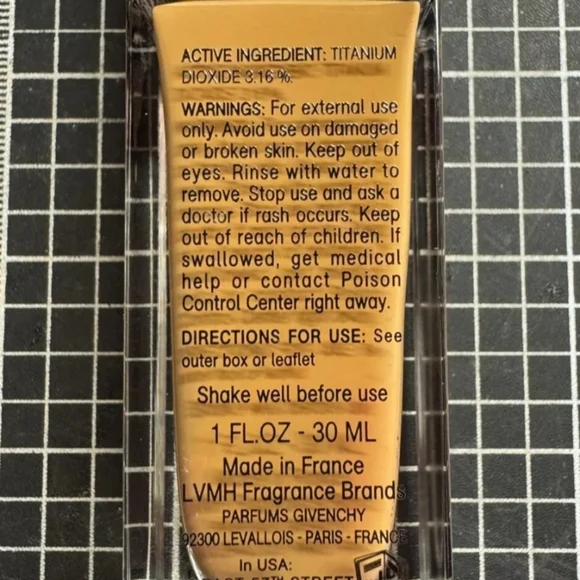 ACTIVE INGREDIENT: TITANIUM
DIOXIDE 3.16 %.
WARNINGS: For external use
only. Avoid use on damaged
or broken skin. Keep out of
eyes. Rinse with water to
remove. Stop use and ask a
doctor if rash occurs. Keep
out of reach of children. If
swallowed, get medical
help or contact Poison
Control Center right away.
DIRECTIONS FOR USE: See
outer box or leaflet
Shake well before use
1 FL.OZ - 30 ML
Made in France
LVMH Fragrance Brands
PARFUMS GIVENCHY
92300 LEVALLOIS - PARIS - FRANCE
In USA:
EAST 57TH STREET